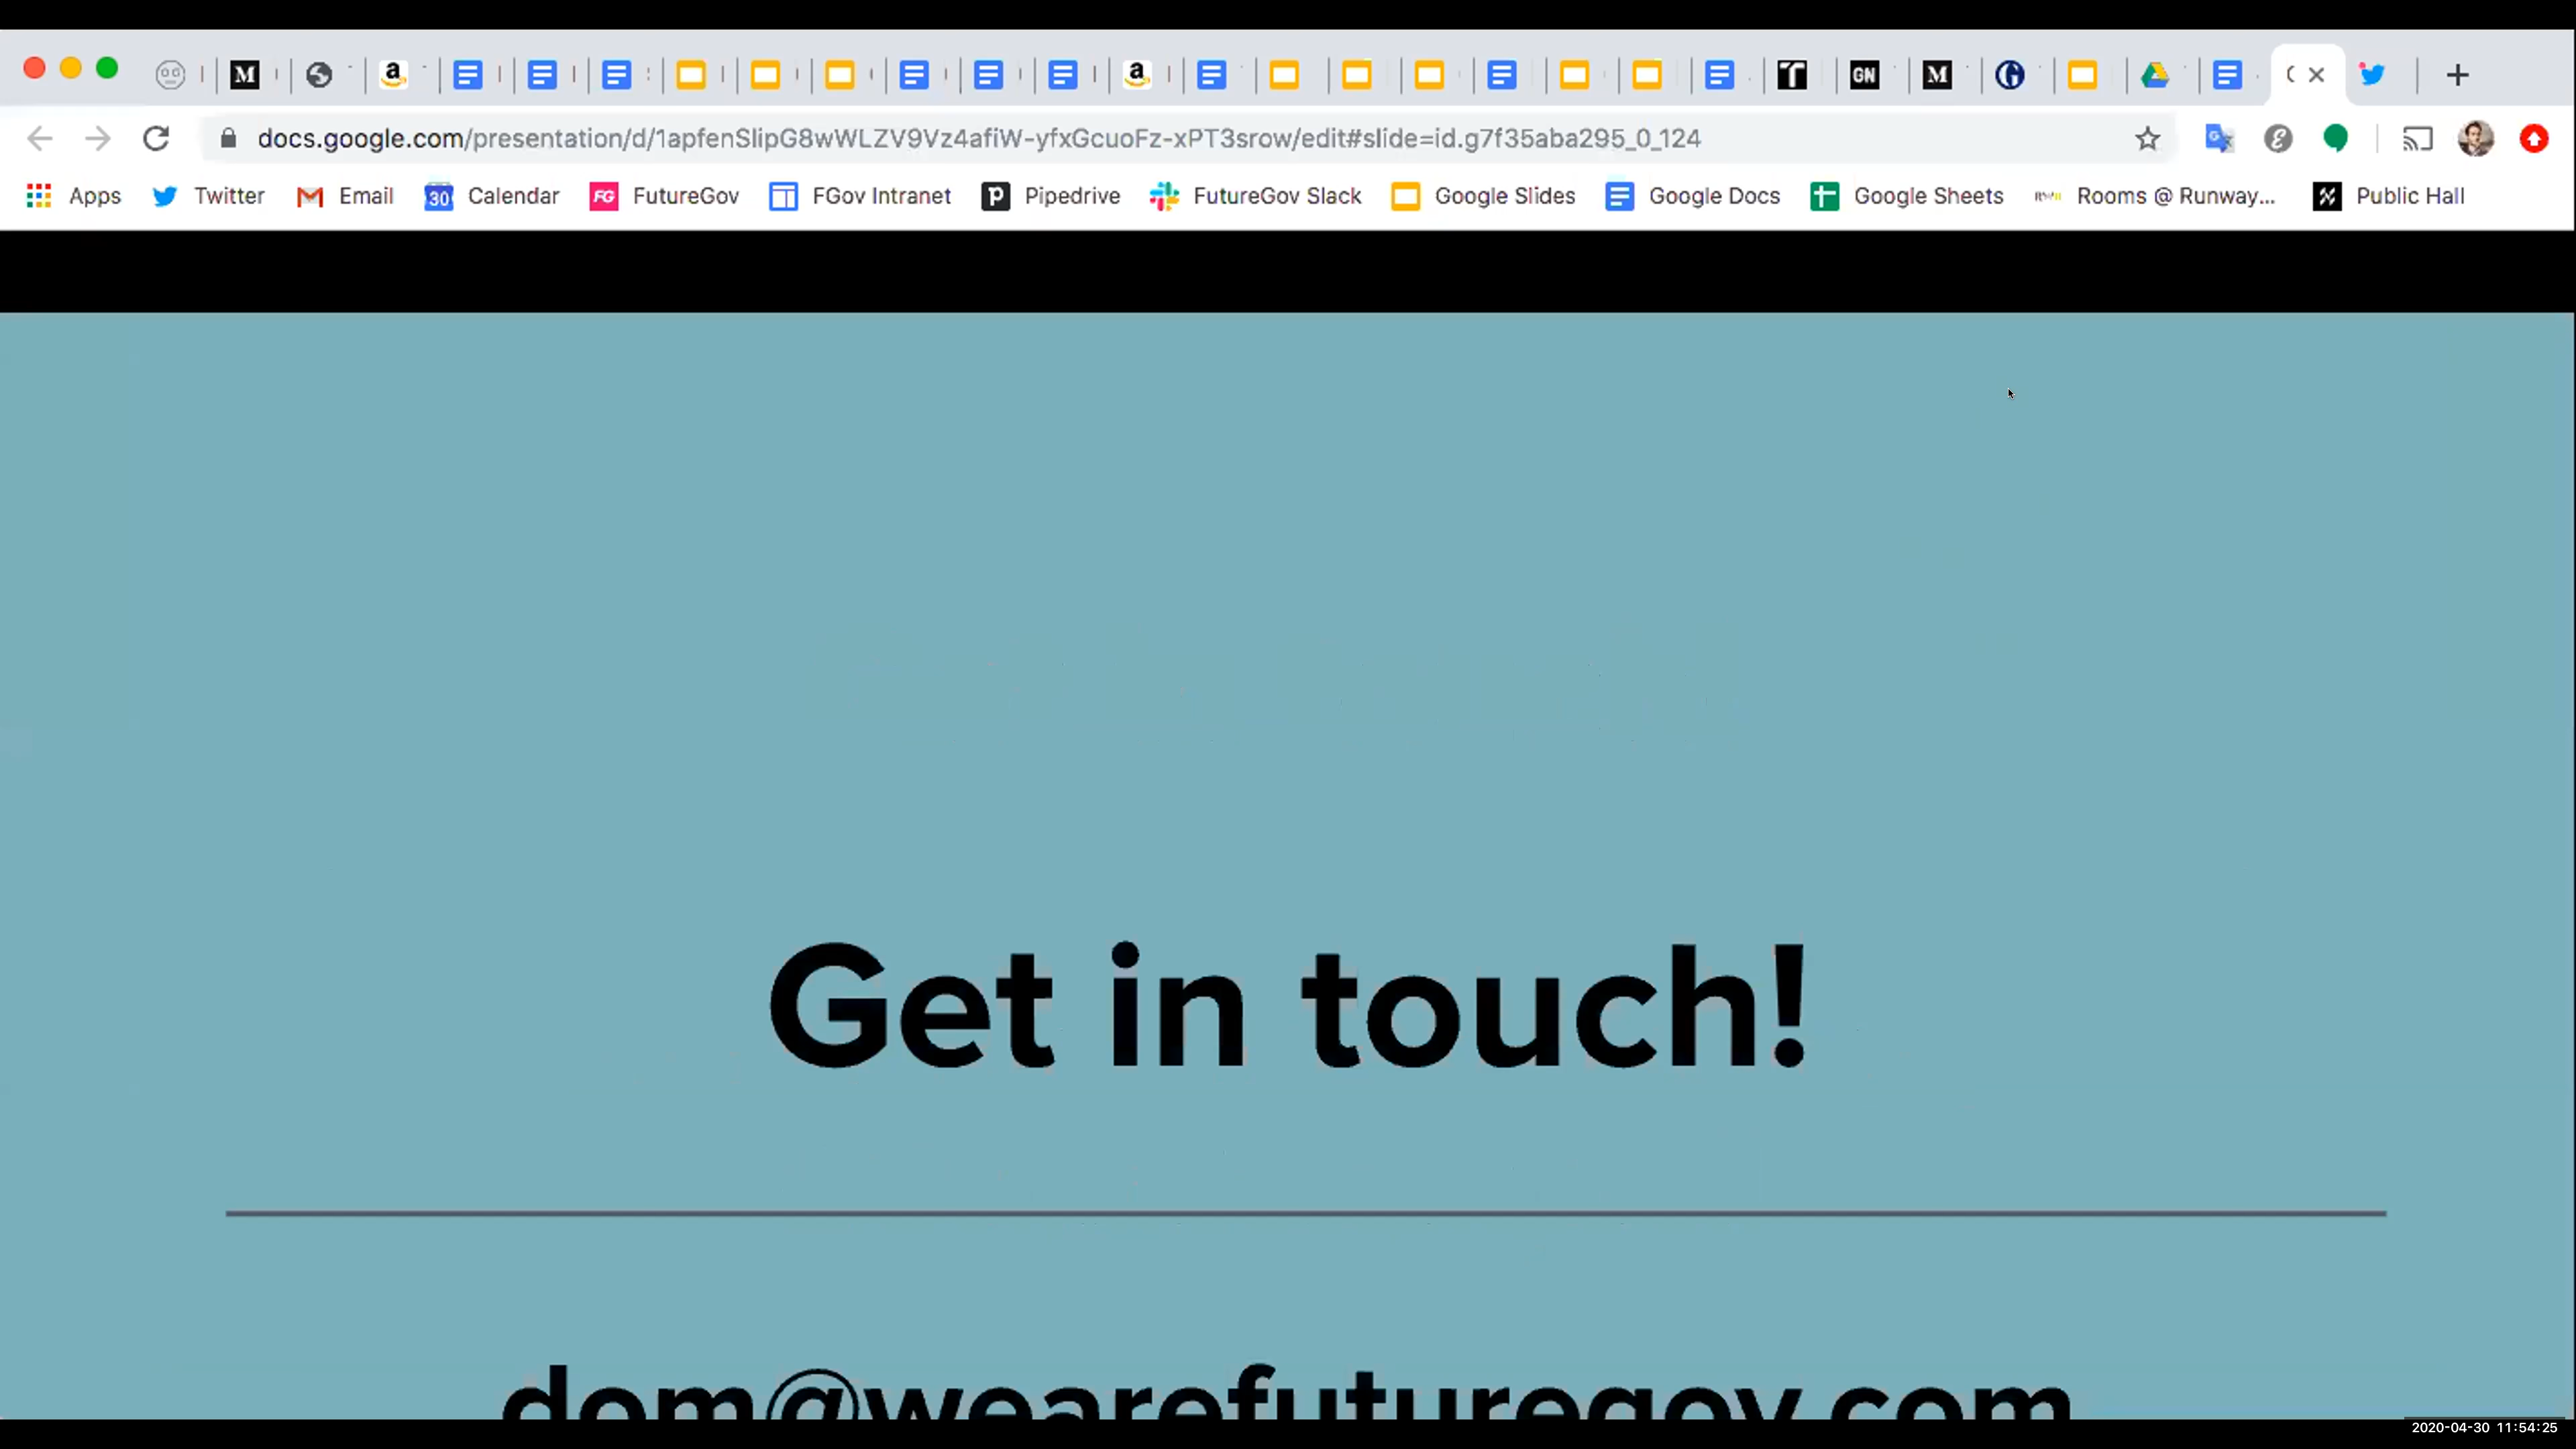 docs.google.com/presentation/d/1apfenSlipG8wWLZV9Vz4afiW-yfxGcuoFz-xPT3srow/edit#slide=id.g7f35aba295_0_124
Apps Twitter Email 30 Calendar FG FutureGov FGov Intranet Pipedrive FutureGov Slack Google Slides Google Docs Google Sheets Rooms @ Runway... Public Hall
Get in touch!
dom@wearefuturegov.com
2020-04-30 11:54:25